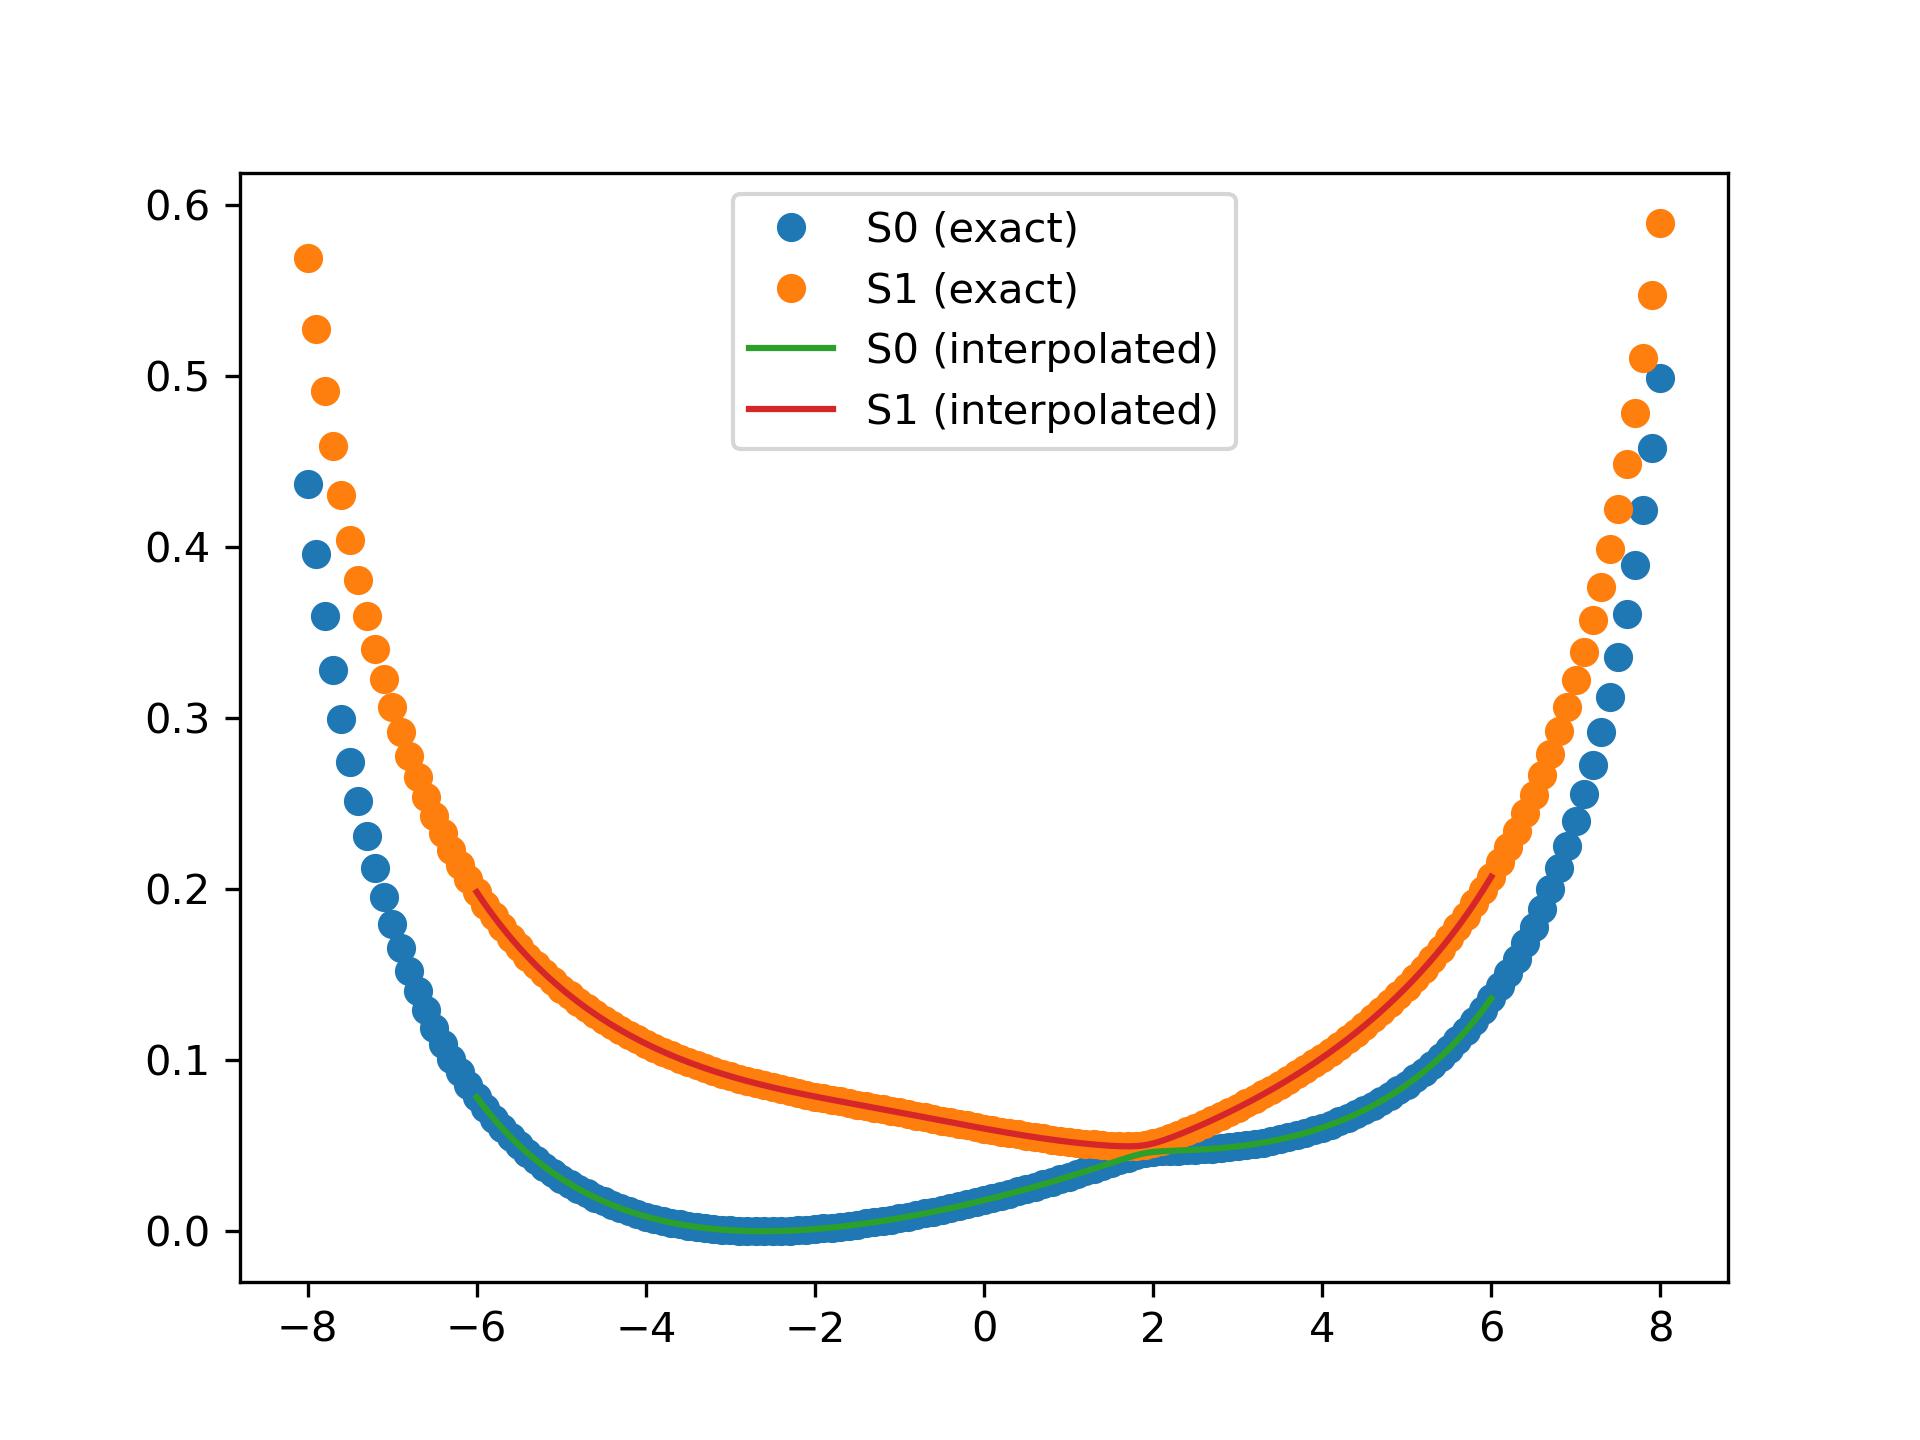 0.6
0.5
0.4
0.3
0.2
0.1
0.0
S0 (exact)
S1 (exact)
S0 (interpolated)
S1 (interpolated)
−8 −6 −4 −2 0 2 4 6 8